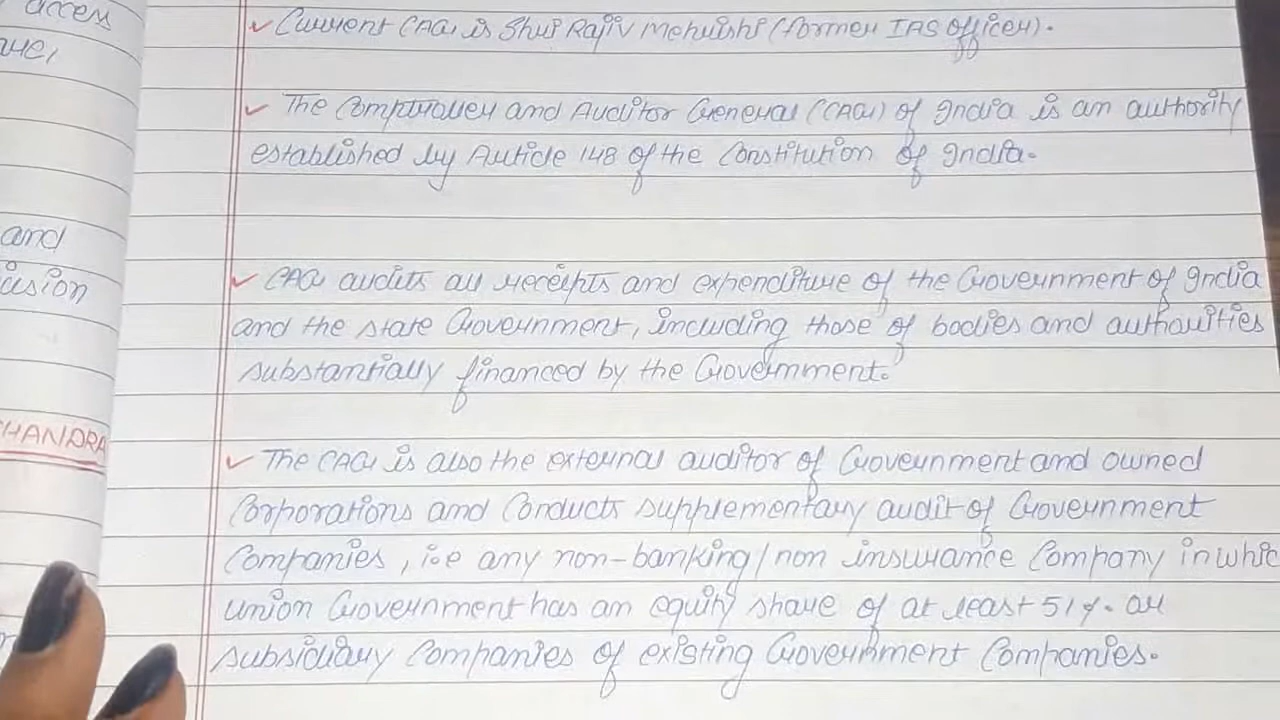 access
and
usion
HANDRA
✓ Current CAG is Shri Rajiv Mehrishi (former IAS Officer).
✓ The Comptroller and Auditor General (CAG) of India is an authority
established by Article 148 of the Constitution of India.
✓ CAG audits all receipts and expenditure of the Government of India
and the state Government, including those of bodies and authorities
substantially financed by the Government.
✓ The CAG is also the external auditor of Government and owned
Corporations and Conducts supplementary audit of Government
Companies, i.e any non-banking/non insurance Company in whic
union Government has an equity share of at least 51%. or
subsidiary Companies of existing Government Companies.